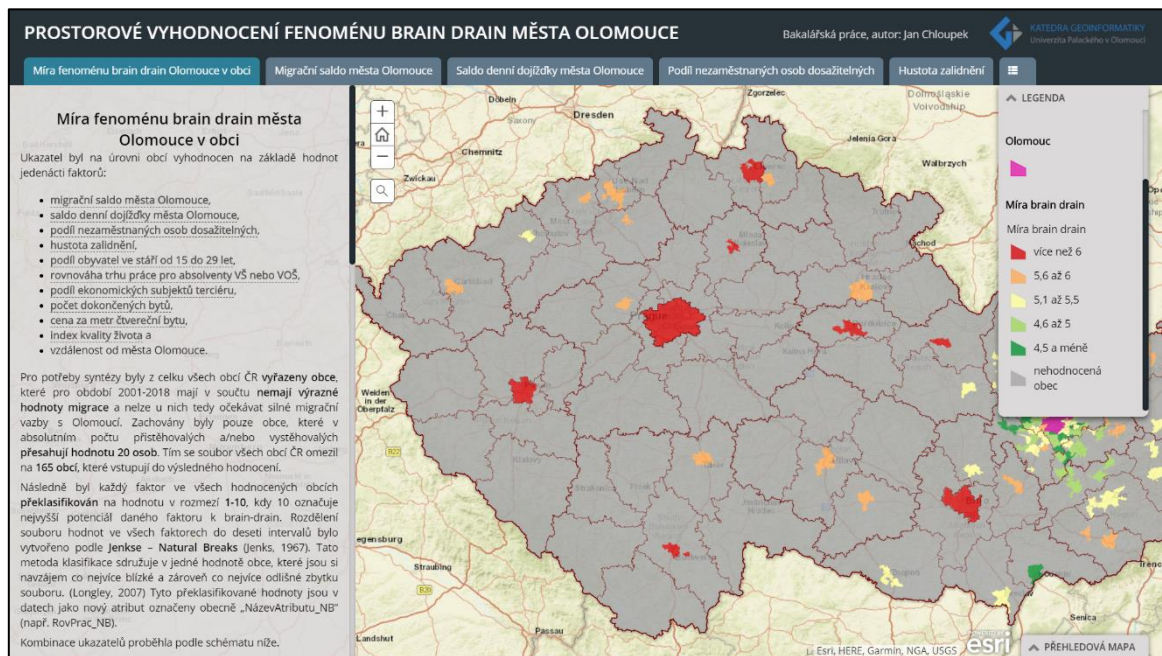 PROSTOROVÉ VYHODNOCENÍ FENOMÉNU BRAIN DRAIN MĚSTA OLOMOUCE
Bakalářská práce, autor: Jan Chloupek
KATEDRA GEOINFORMATIKY
Univerzita Palackého v Olomouci
Míra fenoménu brain drain Olomouce v obci
Migrační saldo města Olomouce
Saldo denní dojížďky města Olomouce
Podíl nezaměstnaných osob dosažitelných
Hustota zalidnění
Míra fenoménu brain drain města
Olomouce v obci
Ukazatel byl na úrovni obcí vyhodnocen na základě hodnot
jedenácti faktorů:
• migrační saldo města Olomouce,
• saldo denní dojížďky města Olomouce,
• podíl nezaměstnaných osob dosažitelných,
• hustota zalidnění,
• podíl obyvatel ve stáří od 15 do 29 let,
• rovnováha trhu práce pro absolventy VŠ nebo VOŠ,
• podíl ekonomických subjektů terciéru,
• počet dokončených bytů,
• cena za metr čtvereční bytu,
• index kvality života a
• vzdálenost od města Olomouce.
Pro potřeby syntézy byly z celku všech obcí ČR vyřazeny obce,
které pro období 2001-2018 mají v součtu nemají výrazné
hodnoty migrace a nelze u nich tedy očekávat silné migrační
vazby s Olomoucí. Zachovány byly pouze obce, které v
absolutním počtu přistěhovalých a/nebo vystěhovalých
přesahují hodnotu 20 osob. Tím se soubor všech obcí ČR omezil
na 165 obcí, které vstupují do výsledného hodnocení.
Následně byl každý faktor ve všech hodnocených obcích
překlasifikován na hodnotu v rozmezí 1-10, kdy 10 označuje
nejvyšší potenciál daného faktoru k brain-drain. Rozdělení
souboru hodnot ve všech faktorech do deseti intervalů bylo
vytvořeno podle Jenkse – Natural Breaks (Jenks, 1967). Tato
metoda klasifikace sdružuje v jedné hodnotě obce, které jsou si
navzájem co nejvíce blízké a zároveň co nejvíce odlišné zbytku
souboru. (Longley, 2007) Tyto překlasifikované hodnoty jsou v
datech jako nový atribut označeny obecně „NázevAtributu_NB"
(např. RovPrac_NB).
Kombinace ukazatelů proběhla podle schématu níže.
+
−
Döbeln
Saxony
Dresden
Zgorzelec
Dolnośląskie
Voivodship
Jelenia Gora
Walbrzych
Chemnitz
Zwickau
Weiden
in der
Oberpfalz
B22
Straubing
B20
Landshut
Passau
Senica
LEGENDA
Olomouc
Míra brain drain
Míra brain drain
více než 6
5,6 až 6
5,1 až 5,5
4,6 až 5
4,5 a méně
nehodnocená
obec
Esri, HERE, Garmin, NGA, USGS
esri
PŘEHLEDOVÁ MAPA